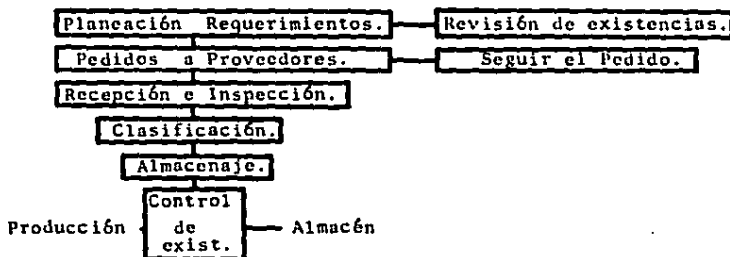 Planeación Requerimientos. Revisión de existencias.
Pedidos a Proveedores. Seguir el Pedido.
Recepción e Inspección.
Clasificación.
Almacenaje.
Control
Producción de Almacén
exist.